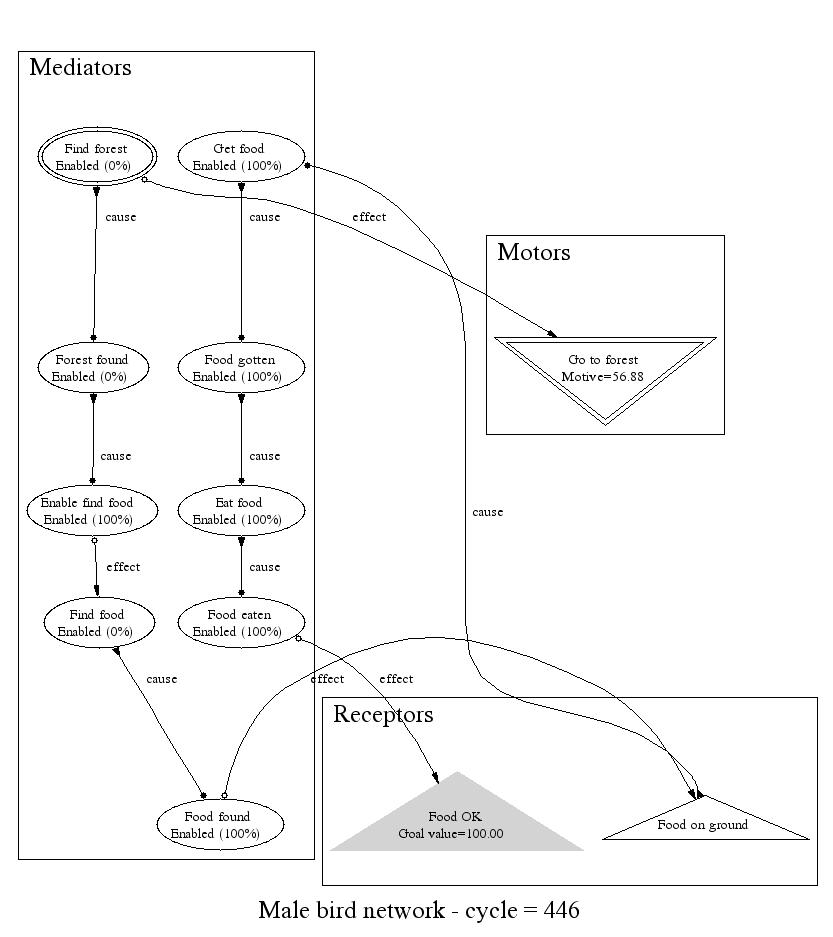 Mediators
Find forest
Enabled (0%)
Get food
Enabled (100%)
cause
cause
effect
Motors
Go to forest
Motive=56.88
Forest found
Enabled (0%)
Food gotten
Enabled (100%)
cause
cause
Enable find food
Enabled (100%)
Eat food
Enabled (100%)
cause
effect
cause
Find food
Enabled (0%)
Food eaten
Enabled (100%)
cause
effect
effect
Receptors
Food found
Enabled (100%)
Food OK
Goal value=100.00
Food on ground
Male bird network - cycle = 446